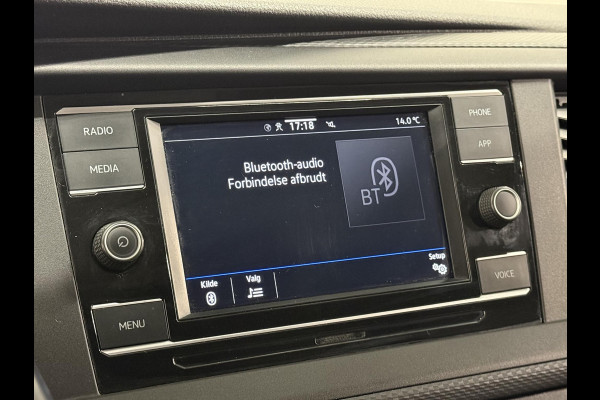 RADIO
MEDIA
MENU
17:18
14.0 °C
Bluetooth-audio
Forbindelse afbrudt
BT
Kilde
Valg
Setup
PHONE
APP
VOICE